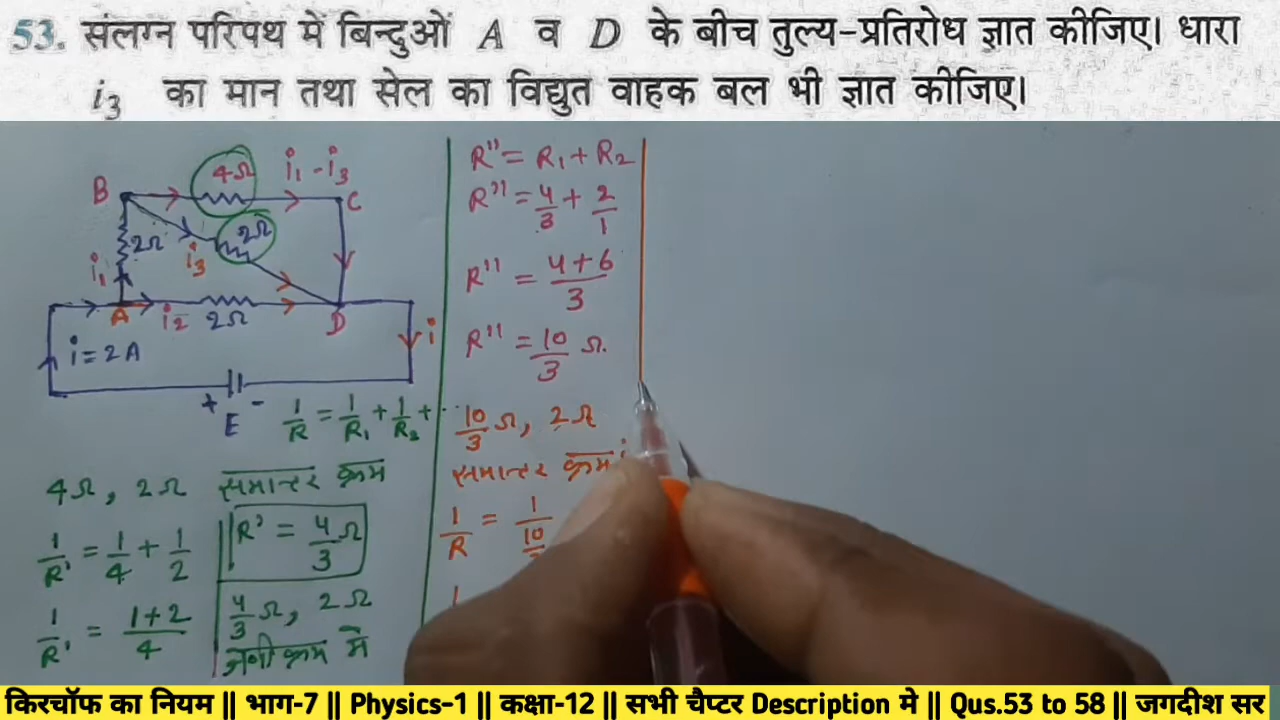 53. संलग्न परिपथ में बिन्दुओं A व D के बीच तुल्य-प्रतिरोध ज्ञात कीजिए। धारा
i₃ का मान तथा सेल का विद्युत वाहक बल भी ज्ञात कीजिए।
B 4Ω i₁-i₃ C
2Ω 2Ω
i₁ i₃
A i₂ 2Ω D
i=2A i
+ -
E
1/R = 1/R₁ + 1/R₂ + ..
4Ω, 2Ω समान्तर क्रम
1/R' = 1/4 + 1/2
1/R' = (1+2)/4
R' = 4/3 Ω
4/3 Ω, 2Ω
श्रेणी क्रम में
R'' = R₁ + R₂
R'' = 4/3 + 2/1
R'' = (4+6)/3
R'' = 10/3 Ω.
10/3 Ω, 2Ω
समान्तर क्रम
1/R = 1/10
1
किरचॉफ का नियम || भाग-7 || Physics-1 || कक्षा-12 || सभी चैप्टर Description मे || Qus.53 to 58 || जगदीश सर